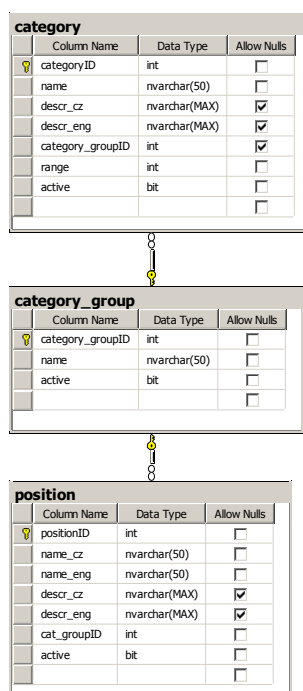 category
Column Name Data Type Allow Nulls
categoryID int
name nvarchar(50)
descr_cz nvarchar(MAX)
descr_eng nvarchar(MAX)
category_groupID int
range int
active bit
category_group
Column Name Data Type Allow Nulls
category_groupID int
name nvarchar(50)
active bit
position
Column Name Data Type Allow Nulls
positionID int
name_cz nvarchar(50)
name_eng nvarchar(50)
descr_cz nvarchar(MAX)
descr_eng nvarchar(MAX)
cat_groupID int
active bit